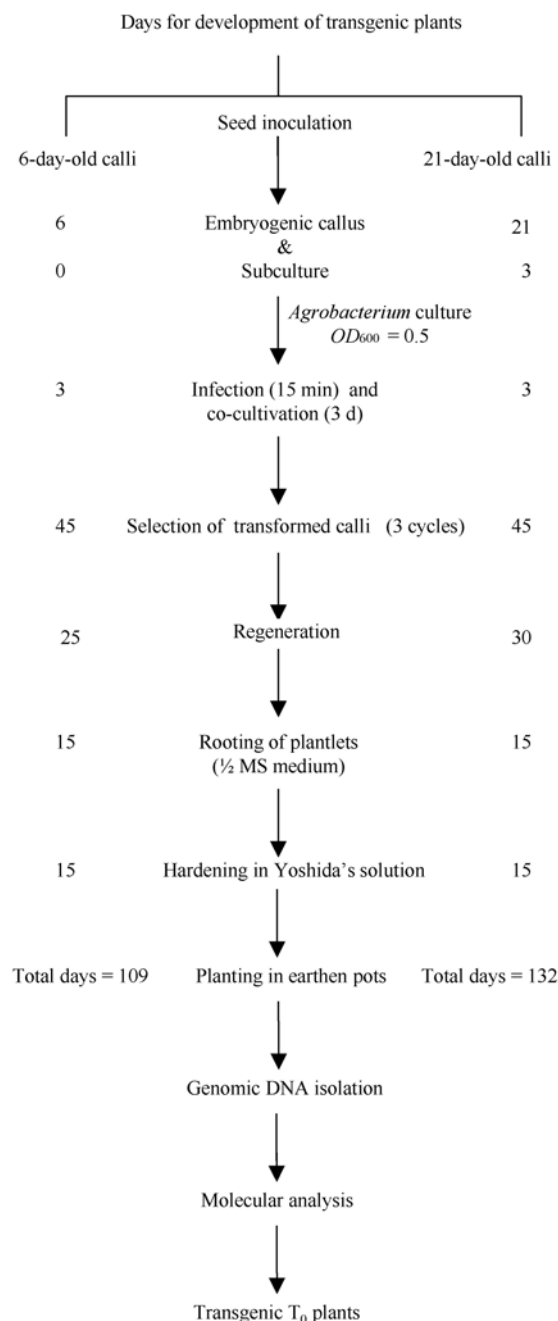 Days for development of transgenic plants
Seed inoculation
6-day-old calli 21-day-old calli
6 Embryogenic callus 21
&
0 Subculture 3
Agrobacterium culture
OD600 = 0.5
3 Infection (15 min) and 3
co-cultivation (3 d)
45 Selection of transformed calli (3 cycles) 45
25 Regeneration 30
15 Rooting of plantlets 15
(½ MS medium)
15 Hardening in Yoshida’s solution 15
Total days = 109 Planting in earthen pots Total days = 132
Genomic DNA isolation
Molecular analysis
Transgenic T0 plants